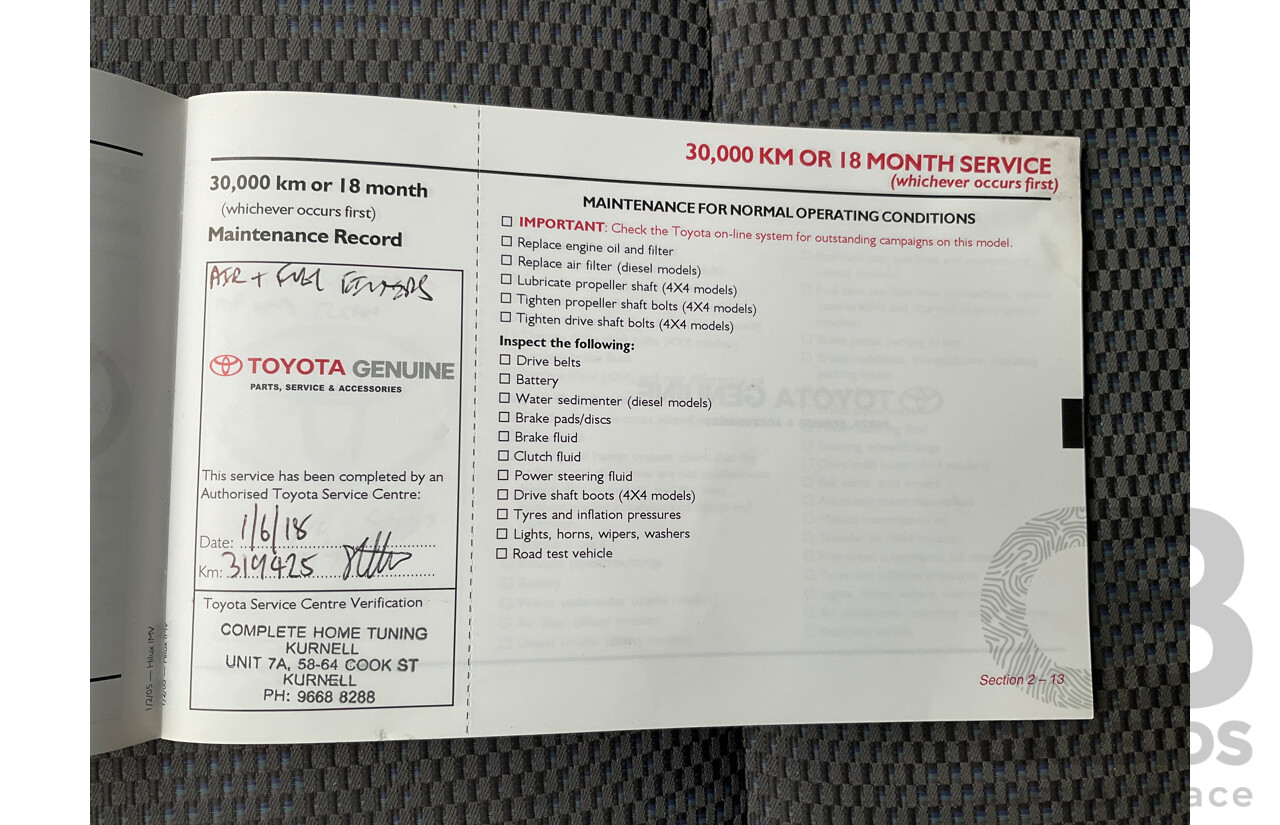 30,000 km or 18 month
(whichever occurs first)
Maintenance Record
AIR + FUEL FILTERS
TOYOTA GENUINE
PARTS, SERVICE & ACCESSORIES
This service has been completed by an
Authorised Toyota Service Centre:
Date: 1/6/18
Km: 319425
Toyota Service Centre Verification
COMPLETE HOME TUNING
KURNELL
UNIT 7A, 58-64 COOK ST
KURNELL
PH: 9668 8288
30,000 KM OR 18 MONTH SERVICE
(whichever occurs first)
MAINTENANCE FOR NORMAL OPERATING CONDITIONS
IMPORTANT: Check the Toyota on-line system for outstanding campaigns on this model.
Replace engine oil and filter
Replace air filter (diesel models)
Lubricate propeller shaft (4X4 models)
Tighten propeller shaft bolts (4X4 models)
Tighten drive shaft bolts (4X4 models)
Inspect the following:
Drive belts
Battery
Water sedimenter (diesel models)
Brake pads/discs
Brake fluid
Clutch fluid
Power steering fluid
Drive shaft boots (4X4 models)
Tyres and inflation pressures
Lights, horns, wipers, washers
Road test vehicle
Section 2 – 13
1/2/05 — Hilux IMV